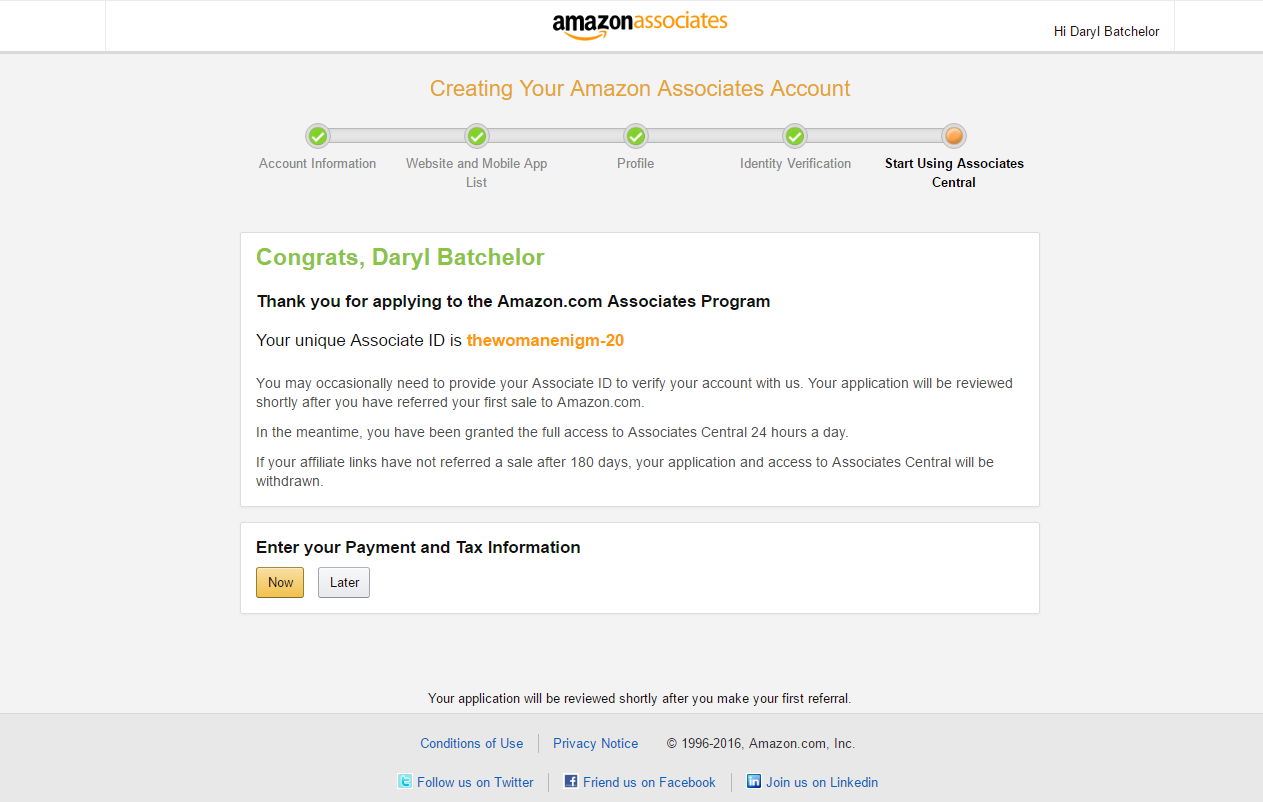 amazonassociates
Hi Daryl Batchelor
Creating Your Amazon Associates Account
Account Information
Website and Mobile App
List
Profile
Identity Verification
Start Using Associates
Central
Congrats, Daryl Batchelor
Thank you for applying to the Amazon.com Associates Program
Your unique Associate ID is thewomanenigm-20
You may occasionally need to provide your Associate ID to verify your account with us. Your application will be reviewed
shortly after you have referred your first sale to Amazon.com.
In the meantime, you have been granted the full access to Associates Central 24 hours a day.
If your affiliate links have not referred a sale after 180 days, your application and access to Associates Central will be
withdrawn.
Enter your Payment and Tax Information
Now
Later
Your application will be reviewed shortly after you make your first referral.
Conditions of Use
Privacy Notice
© 1996-2016, Amazon.com, Inc.
Follow us on Twitter
Friend us on Facebook
Join us on Linkedin